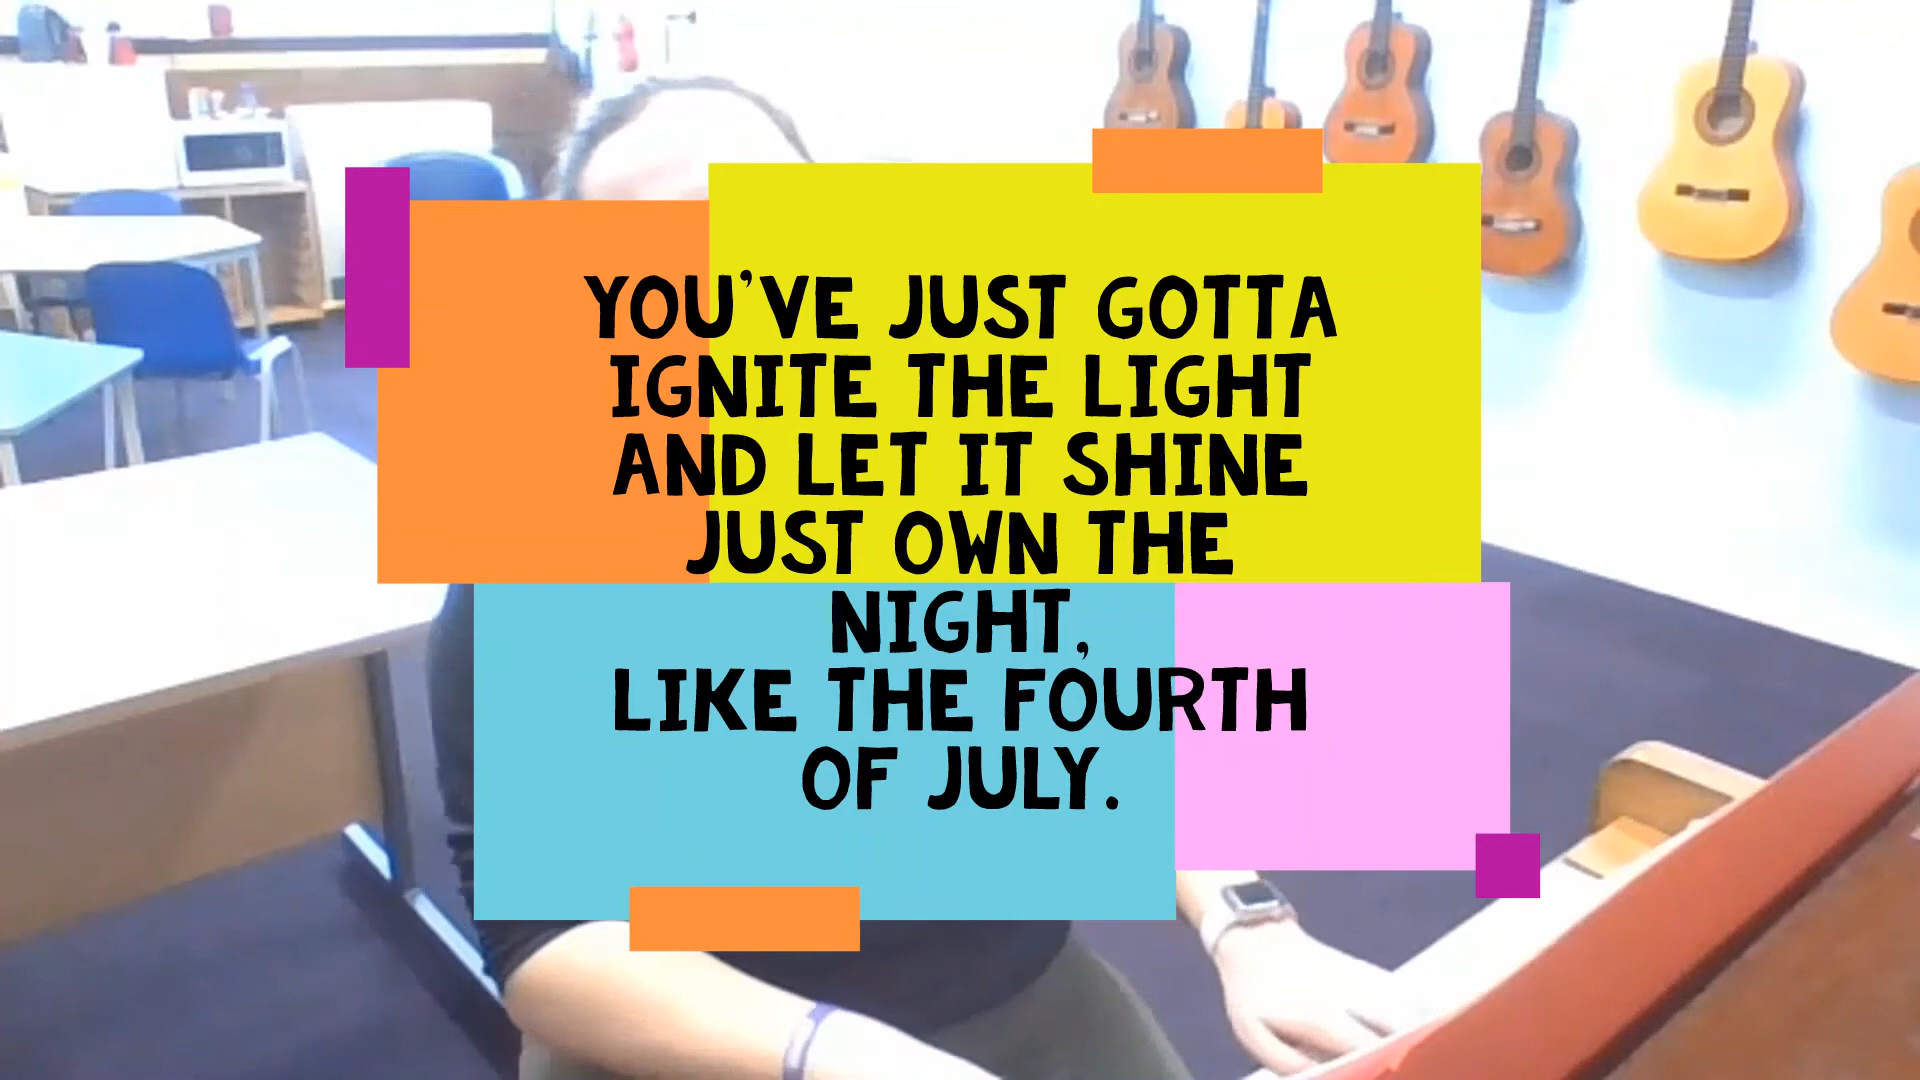 YOU'VE JUST GOTTA
IGNITE THE LIGHT
AND LET IT SHINE
JUST OWN THE
NIGHT,
LIKE THE FOURTH
OF JULY.